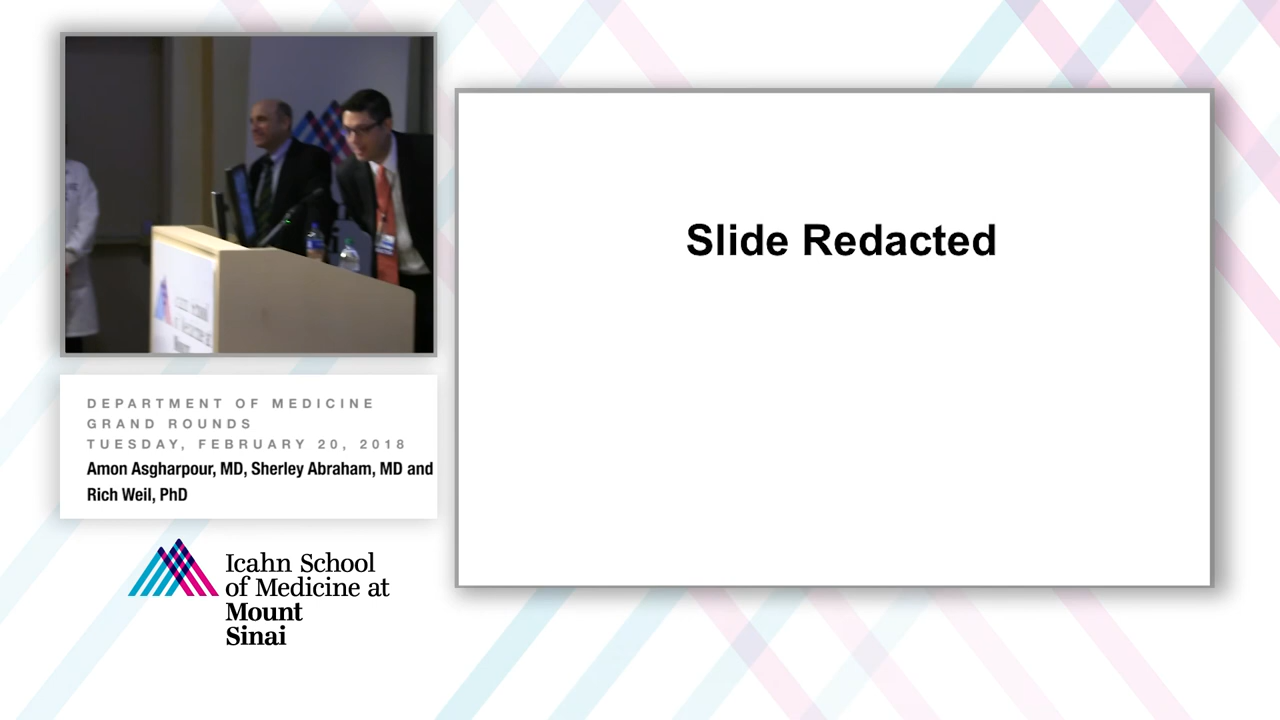 DEPARTMENT OF MEDICINE
GRAND ROUNDS
TUESDAY, FEBRUARY 20, 2018
Amon Asgharpour, MD, Sherley Abraham, MD and
Rich Weil, PhD
Icahn School
of Medicine at
Mount
Sinai
Slide Redacted